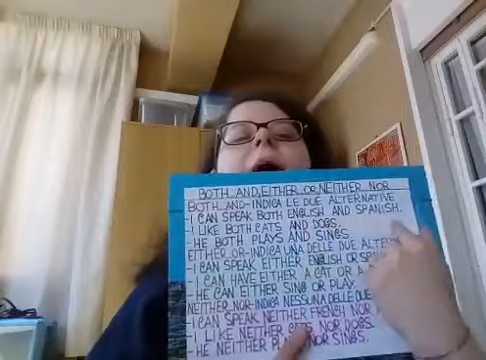 BOTH AND, EITHER OR, NEITHER NOR
BOTH AND-INDICA LE DUE ALTERNATIVE
-I CAN SPEAK BOTH ENGLISH AND SPANISH.
-I LIKE BOTH CATS AND DOGS.
-HE BOTH PLAYS AND SINGS.
EITHER OR-INDICA UNA DELLE DUE
-I CAN SPEAK EITHER ENGLISH OR
-I CAN HAVE EITHER A CAT OR A
-HE CAN EITHER SING OR PLAY.
NEITHER NOR-INDICA NESSUNA DELLE DUE
-I CAN SPEAK NEITHER FRENCH NOR
-I LIKE NEITHER CATS NOR DOGS.
-HE NEITHER NOR SINGS.